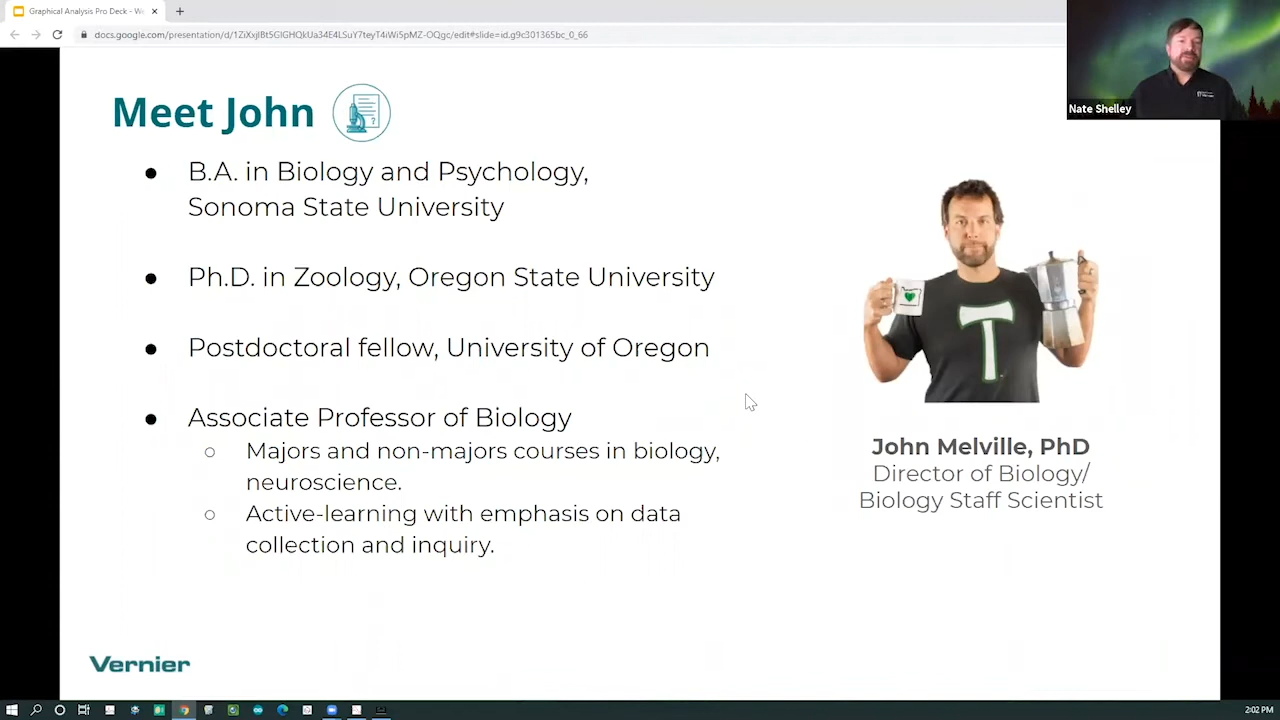 Graphical Analysis Pro Deck - We
docs.google.com/presentation/d/1ZiXxjIBt5GIGHQkUa34E4LSuY7teyT4iWi5pMZ-OQgc/edit#slide=id.g9c301365bc_0_66
Nate Shelley
Meet John
?
● B.A. in Biology and Psychology,
Sonoma State University
● Ph.D. in Zoology, Oregon State University
● Postdoctoral fellow, University of Oregon
● Associate Professor of Biology
○ Majors and non-majors courses in biology,
neuroscience.
○ Active-learning with emphasis on data
collection and inquiry.
T
John Melville, PhD
Director of Biology/
Biology Staff Scientist
Vernier
2:02 PM